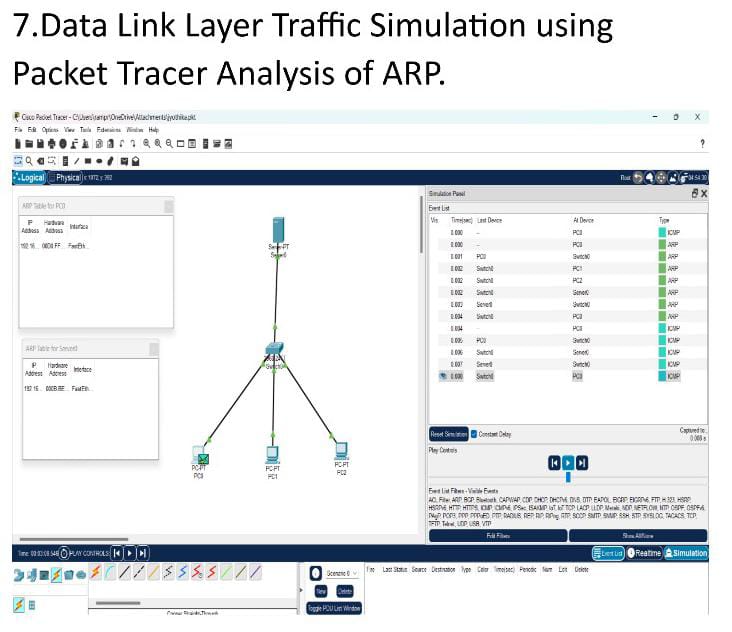 7.Data Link Layer Traffic Simulation using
Packet Tracer Analysis of ARP.
Cisco Packet Tracer - C:\Users\rampr\OneDrive\Attachments\jyothika.pkt
File Edit Options View Tools Extensions Window Help
Logical Physical x: 1972, y: 392 Root 04:54:30
Simulation Panel
Event List
Vis. Time(sec) Last Device At Device Type
0.000 - PC0 ICMP
0.000 - PC0 ARP
0.001 PC0 Switch0 ARP
0.002 Switch0 PC1 ARP
0.002 Switch0 PC2 ARP
0.002 Switch0 Server0 ARP
0.003 Server0 Switch0 ARP
0.004 Switch0 PC0 ARP
0.004 - PC0 ICMP
0.005 PC0 Switch0 ICMP
0.006 Switch0 Server0 ICMP
0.007 Server0 Switch0 ICMP
0.008 Switch0 PC0 ICMP
Reset Simulation Constant Delay Captured to:
0.008 s
Play Controls
Event List Filters - Visible Events
ACL Filter, ARP, BGP, Bluetooth, CAPWAP, CDP, DHCP, DHCPv6, DNS, DTP, EAPOL, EIGRP, EIGRPv6, FTP, H.323, HSRP,
HSRPv6, HTTP, HTTPS, ICMP, ICMPv6, IPSec, ISAKMP, IoT, IoT TCP, LACP, LLDP, Meraki, NDP, NETFLOW, NTP, OSPF, OSPFv6,
PAgP, POP3, PPP, PPPoED, PTP, RADIUS, REP, RIP, RIPng, RTP, SCCP, SMTP, SNMP, SSH, STP, SYSLOG, TACACS, TCP,
TFTP, Telnet, UDP, USB, VTP
Edit Filters Show All/None
ARP Table for PC0
IP Address Hardware Address Interface
192.16... 00D0.FF... FastEth...
ARP Table for Server0
IP Address Hardware Address Interface
192.16... 000B.BE... FastEth...
Server-PT
Server0
Switch0
PC-PT
PC0
PC-PT
PC1
PC-PT
PC2
Time: 00:03:08.546 PLAY CONTROLS:
Event List Realtime Simulation
Scenario 0
New Delete
Toggle PDU List Window
Fire Last Status Source Destination Type Color Time(sec) Periodic Num Edit Delete
Copper Straight-Through